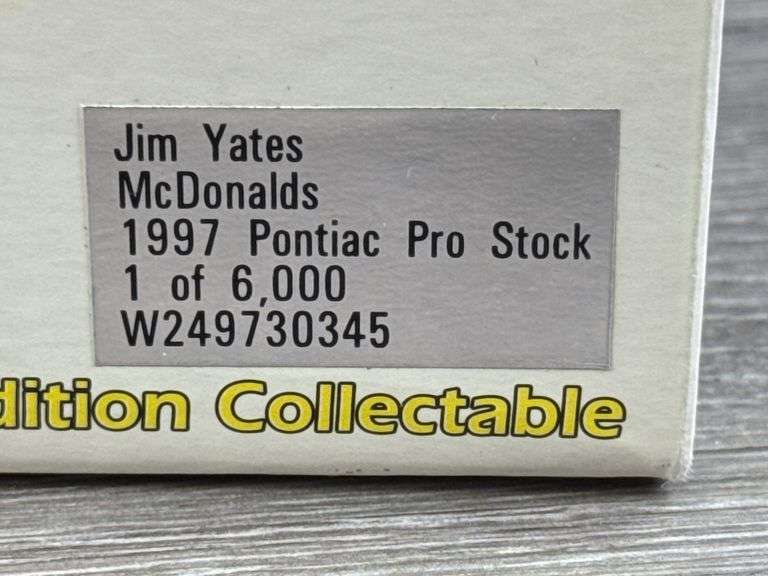 Jim Yates
McDonalds
1997 Pontiac Pro Stock
1 of 6,000
W249730345
dition Collectable